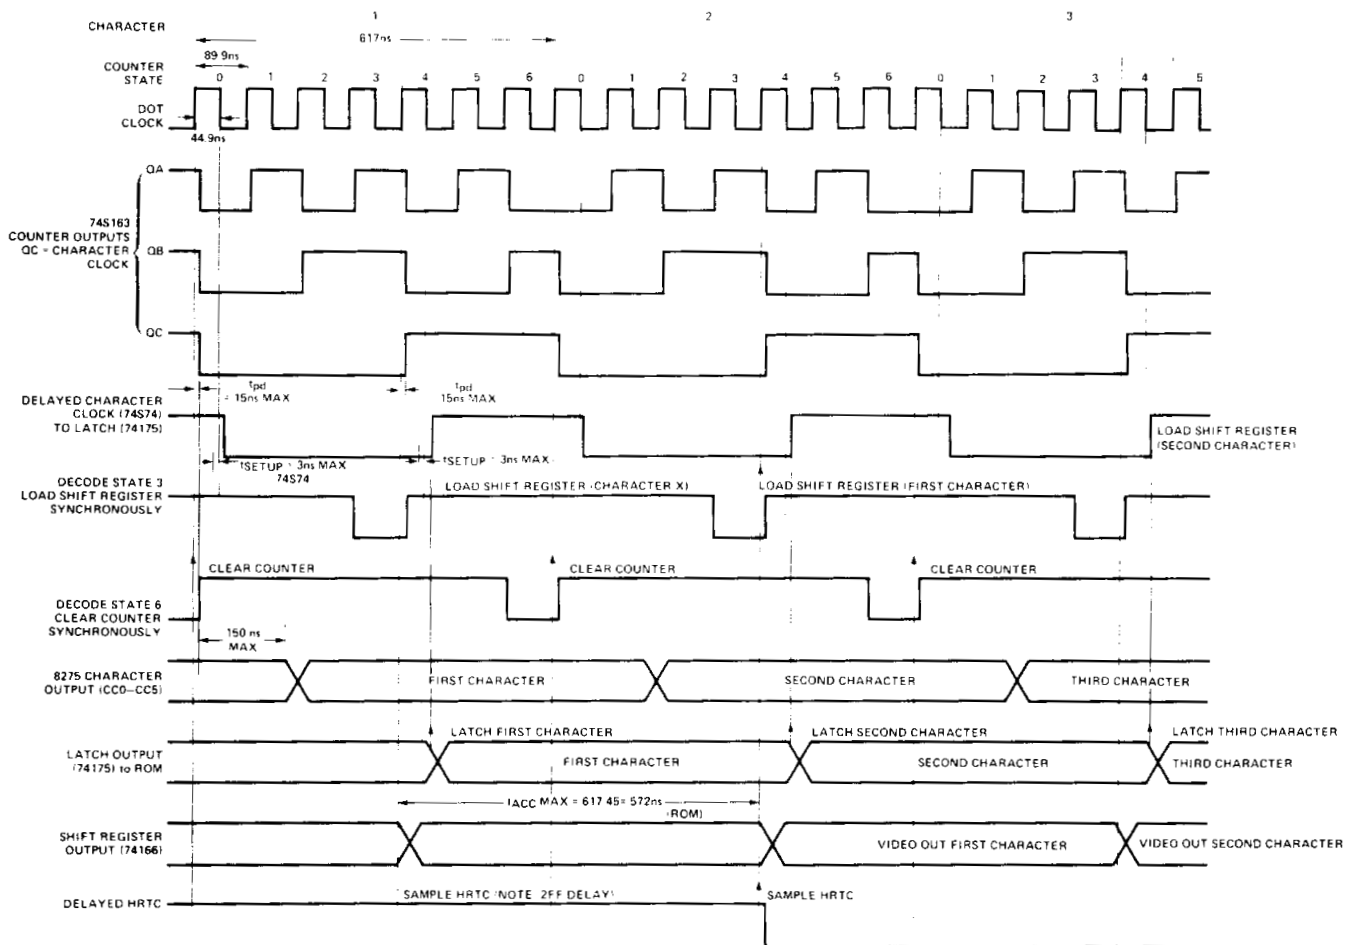 CHARACTER
1
2
3
617ns
89.9ns
COUNTER
STATE
0 1 2 3 4 5 6 0 1 2 3 4 5 6 0 1 2 3 4 5
DOT
CLOCK
44.9ns
QA
74S163
COUNTER OUTPUTS
QC = CHARACTER
CLOCK
QB
QC
tpd
15ns MAX
tpd
15ns MAX
DELAYED CHARACTER
CLOCK (74S74)
TO LATCH (74175)
LOAD SHIFT REGISTER
(SECOND CHARACTER)
tSETUP = 3ns MAX
74S74
tSETUP = 3ns MAX
DECODE STATE 3
LOAD SHIFT REGISTER
SYNCHRONOUSLY
LOAD SHIFT REGISTER (CHARACTER X)
LOAD SHIFT REGISTER (FIRST CHARACTER)
CLEAR COUNTER
CLEAR COUNTER
CLEAR COUNTER
DECODE STATE 6
CLEAR COUNTER
SYNCHRONOUSLY
150 ns
MAX
8275 CHARACTER
OUTPUT (CC0–CC5)
FIRST CHARACTER
SECOND CHARACTER
THIRD CHARACTER
LATCH FIRST CHARACTER
LATCH SECOND CHARACTER
LATCH THIRD CHARACTER
LATCH OUTPUT
(74175) to ROM
FIRST CHARACTER
SECOND CHARACTER
THIRD CHARACTER
tACC MAX = 617-45= 572ns
(ROM)
SHIFT REGISTER
OUTPUT (74166)
VIDEO OUT FIRST CHARACTER
VIDEO OUT SECOND CHARACTER
SAMPLE HRTC (NOTE 2FF DELAY)
SAMPLE HRTC
DELAYED HRTC